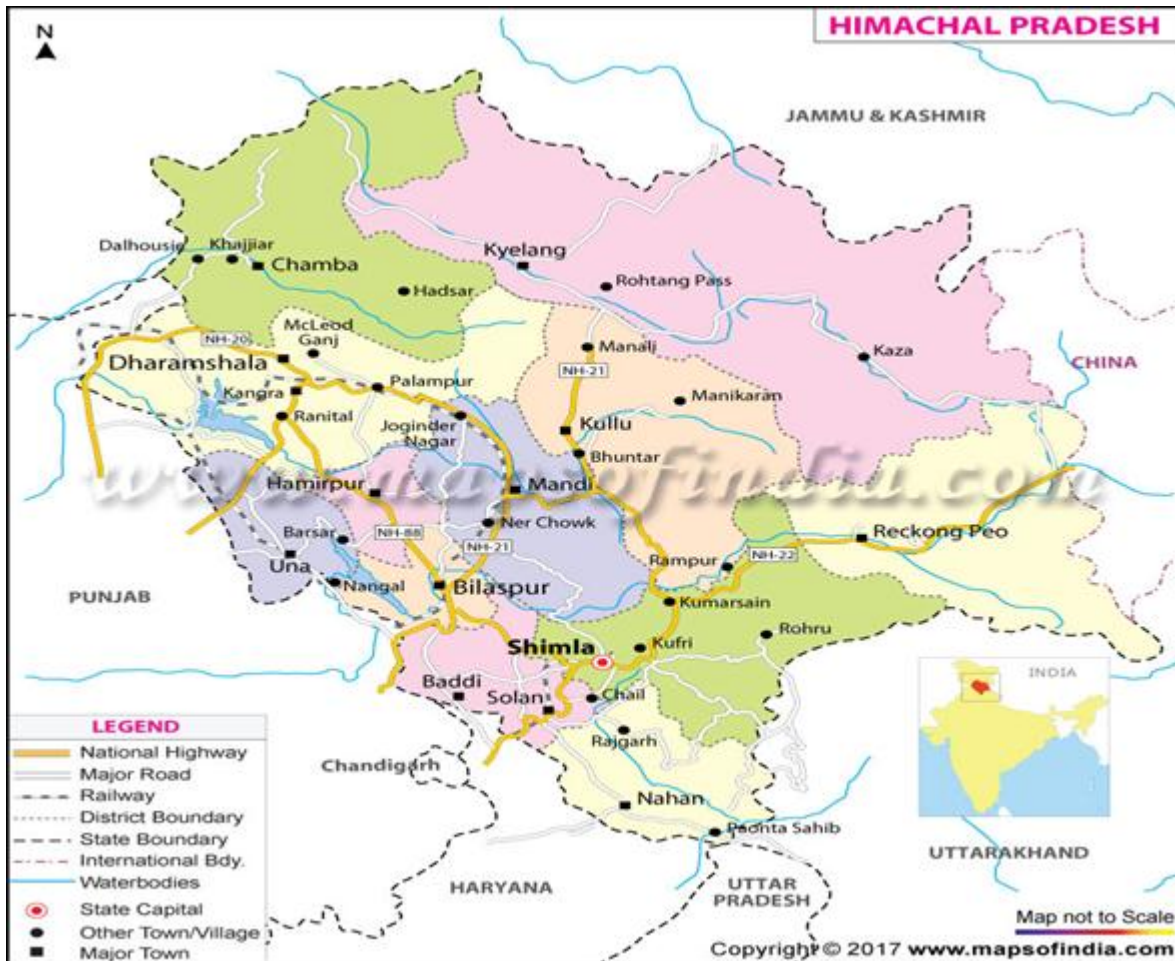 HIMACHAL PRADESH
N
JAMMU & KASHMIR
Dalhousie
Khajjiar
Chamba
Kyelang
Hadsar
Rohtang Pass
McLeod
Ganj
NH-20
Manali
Kaza
CHINA
Dharamshala
NH-21
Palampur
Kangra
Manikaran
Ranital
Joginder
Nagar
Kullu
Bhuntar
www.mapsofindia.com
Hamirpur
Mandi
Ner Chowk
Barsar
NH-88
NH-21
Reckong Peo
Rampur
NH-22
Una
Nangal
Bilaspur
PUNJAB
Kumarsain
Rohru
Shimla
Kufri
INDIA
Baddi
Solan
Chail
Rajgarh
Chandigarh
Nahan
Paonta Sahib
UTTARAKHAND
HARYANA
UTTAR
PRADESH
LEGEND
National Highway
Major Road
Railway
District Boundary
State Boundary
International Bdy.
Waterbodies
State Capital
Other Town/Village
Major Town
Map not to Scale
Copyright © 2017 www.mapsofindia.com